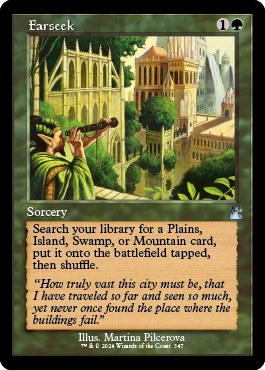 Farseek
1
Sorcery
Search your library for a Plains,
Island, Swamp, or Mountain card,
put it onto the battlefield tapped,
then shuffle.
“How truly vast this city must be, that
I have traveled so far and seen so much,
yet never once found the place where the
buildings fail.”
Illus. Martina Pilcerova
™ & © 2024 Wizards of the Coast 347